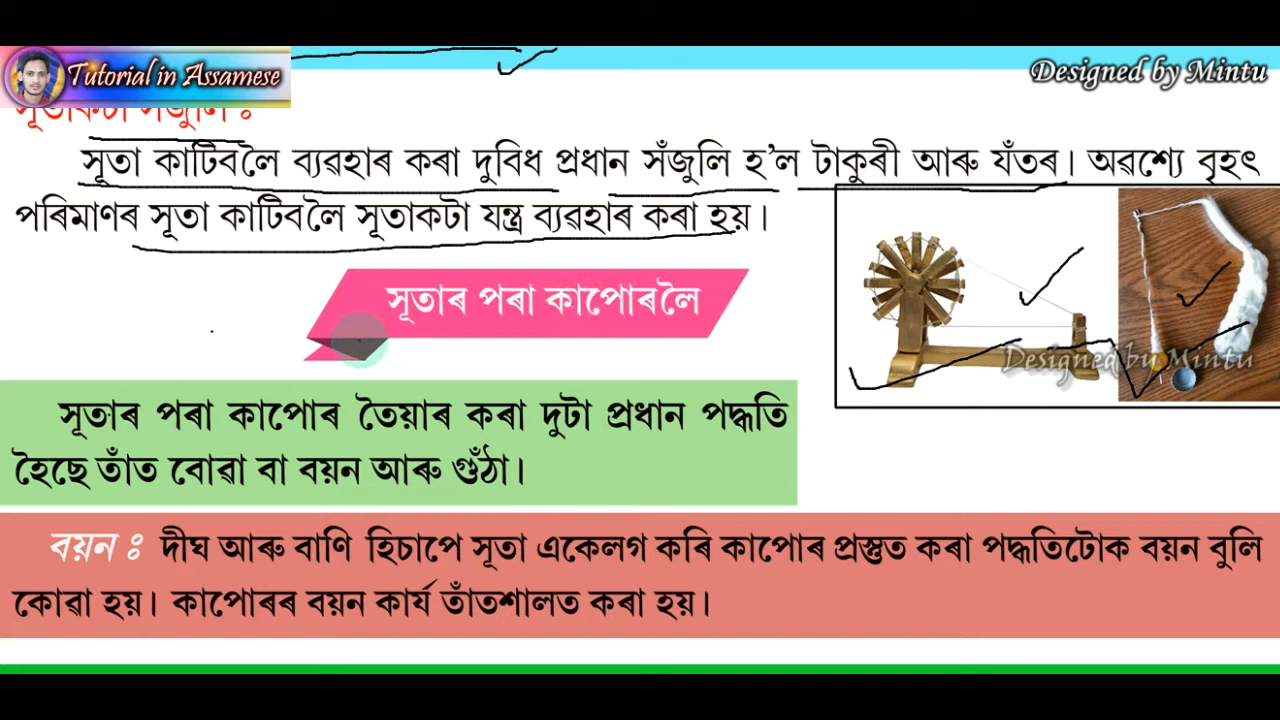 Tutorial in Assamese
Designed by Mintu
সূতাকটা সঁজুলি ঃ
সূতা কাটিবলৈ ব্যৱহাৰ কৰা দুবিধ প্ৰধান সঁজুলি হ'ল টাকুৰী আৰু যঁতৰ। অৱশ্যে বৃহৎ
পৰিমাণৰ সূতা কাটিবলৈ সূতাকটা যন্ত্ৰ ব্যৱহাৰ কৰা হয়।
সূতাৰ পৰা কাপোৰলৈ
Designed by Mintu
সূতাৰ পৰা কাপোৰ তৈয়াৰ কৰা দুটা প্ৰধান পদ্ধতি
হৈছে তাঁত বোৱা বা বয়ন আৰু গুঁঠা।
বয়ন ঃ দীঘ আৰু বাণি হিচাপে সূতা একেলগ কৰি কাপোৰ প্ৰস্তুত কৰা পদ্ধতিটোক বয়ন বুলি
কোৱা হয়। কাপোৰৰ বয়ন কাৰ্য তাঁতশালত কৰা হয়।